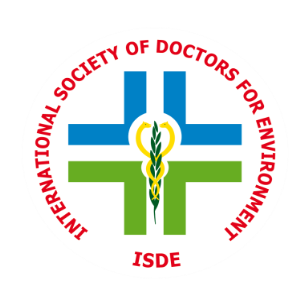 INTERNATIONAL SOCIETY OF DOCTORS FOR ENVIRONMENT
ISDE